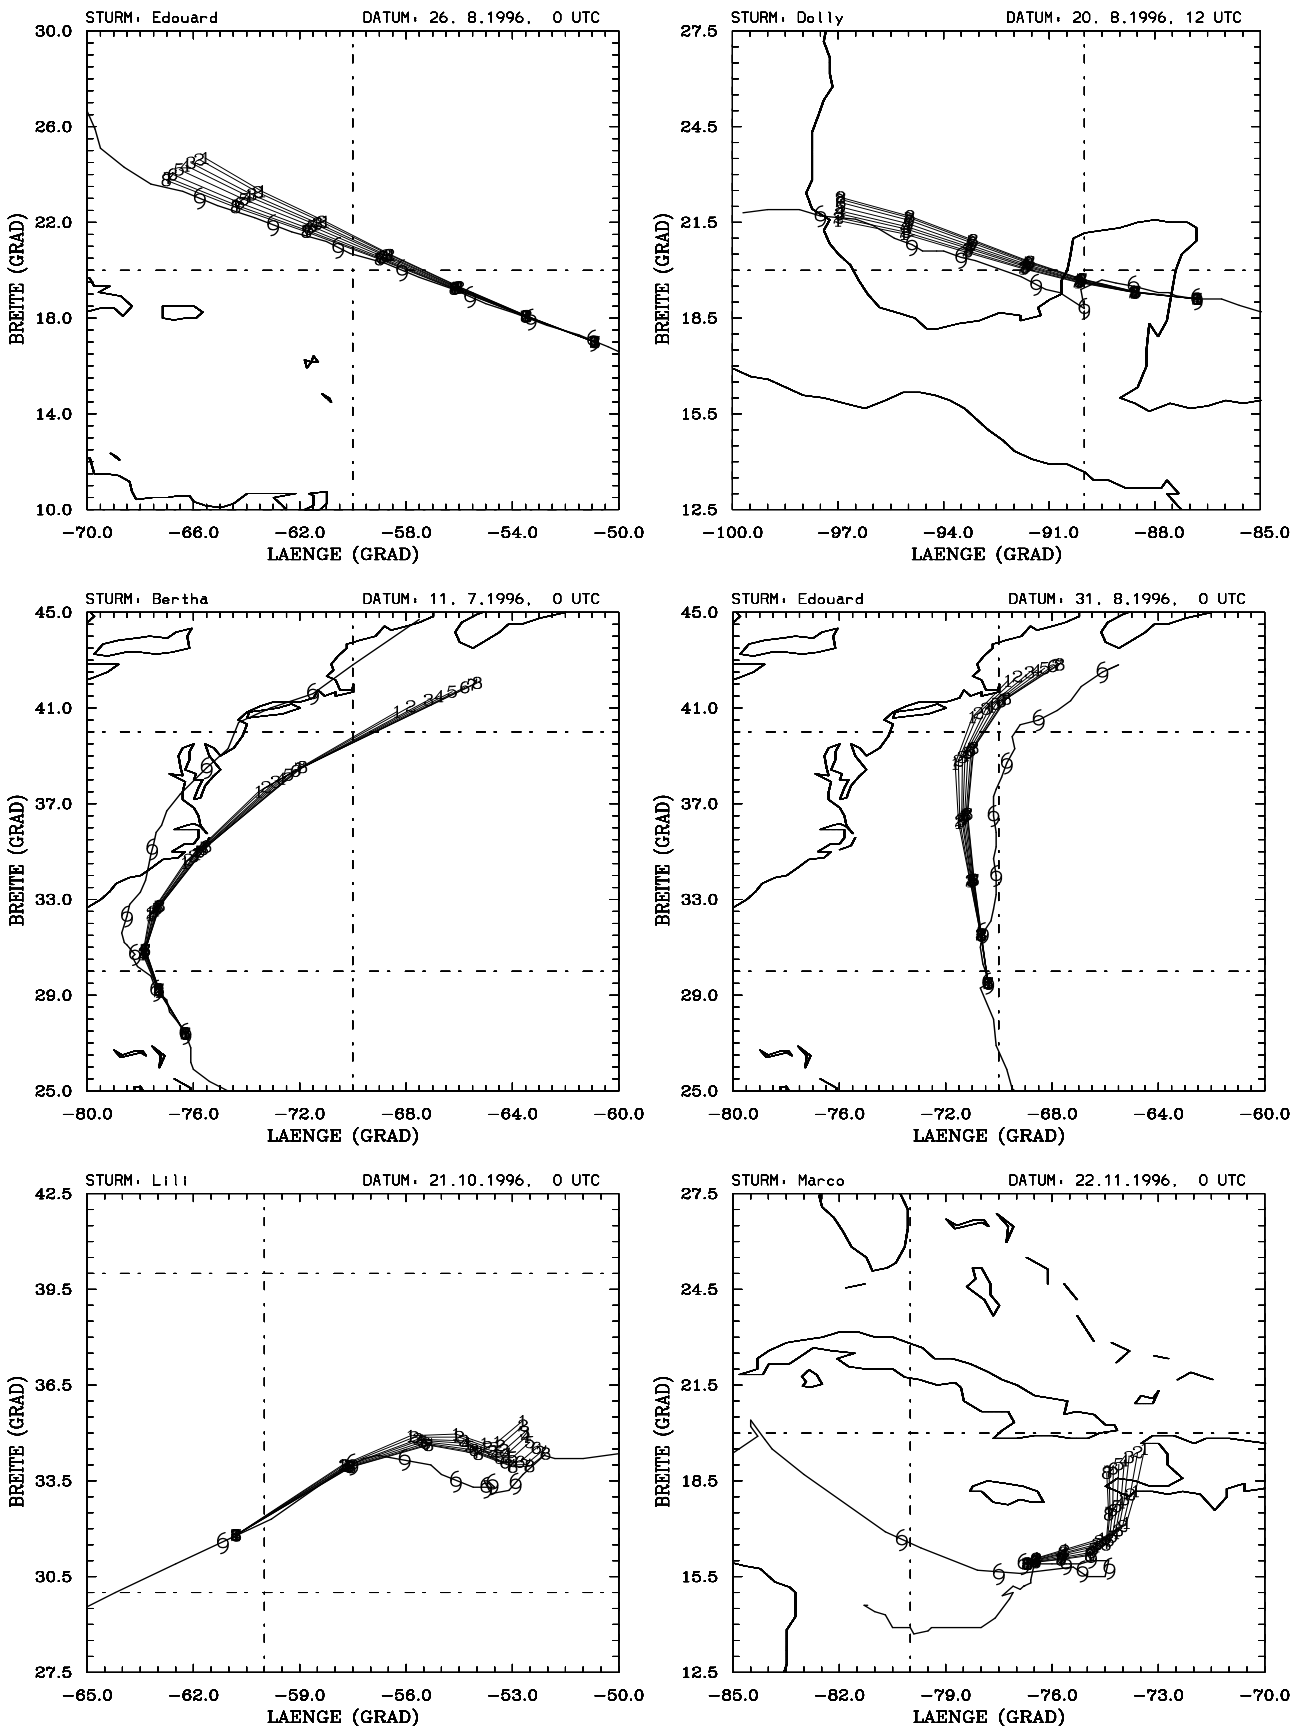 STURM: Edouard DATUM: 26. 8.1996, 0 UTC
30.0
26.0
22.0
18.0
14.0
10.0
BREITE (GRAD)
-70.0 -66.0 -62.0 -58.0 -54.0 -50.0
LAENGE (GRAD)
STURM: Dolly DATUM: 20. 8.1996, 12 UTC
27.5
24.5
21.5
18.5
15.5
12.5
BREITE (GRAD)
-100.0 -97.0 -94.0 -91.0 -88.0 -85.0
LAENGE (GRAD)
STURM: Bertha DATUM: 11. 7.1996, 0 UTC
45.0
41.0
37.0
33.0
29.0
25.0
BREITE (GRAD)
-80.0 -76.0 -72.0 -68.0 -64.0 -60.0
LAENGE (GRAD)
STURM: Edouard DATUM: 31. 8.1996, 0 UTC
45.0
41.0
37.0
33.0
29.0
25.0
BREITE (GRAD)
-80.0 -76.0 -72.0 -68.0 -64.0 -60.0
LAENGE (GRAD)
STURM: Lili DATUM: 21.10.1996, 0 UTC
42.5
39.5
36.5
33.5
30.5
27.5
BREITE (GRAD)
-65.0 -62.0 -59.0 -56.0 -53.0 -50.0
LAENGE (GRAD)
STURM: Marco DATUM: 22.11.1996, 0 UTC
27.5
24.5
21.5
18.5
15.5
12.5
BREITE (GRAD)
-85.0 -82.0 -79.0 -76.0 -73.0 -70.0
LAENGE (GRAD)